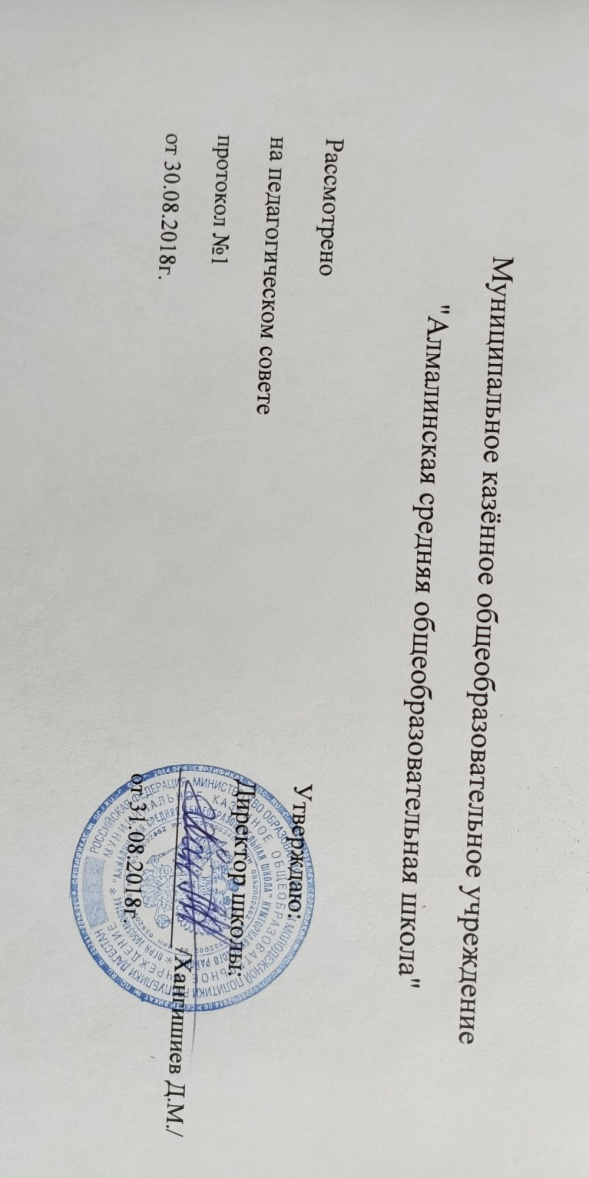 Муниципальное казённое общеобразовательное учреждение
"Алмалинская средняя общеобразовательная школа"
Рассмотрено
на педагогическом совете
протокол №1
от 30.08.2018г.
Утверждаю:
Директор школы:
/Хангишиев Д.М./
от 31.08.2018г.